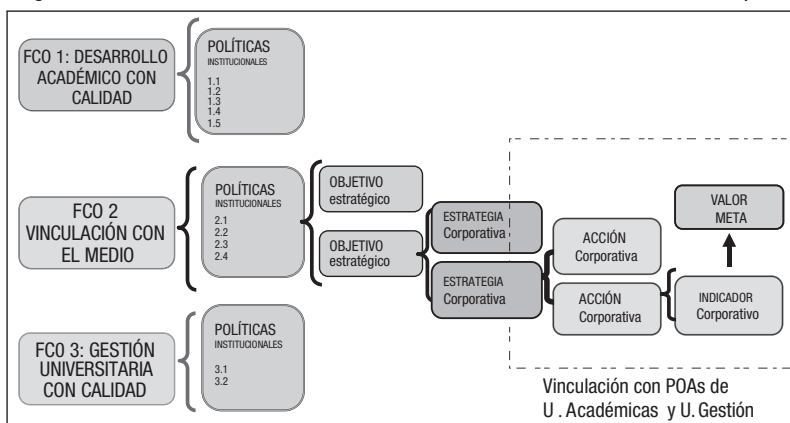 FCO 1: DESARROLLO
ACADÉMICO CON
CALIDAD
POLÍTICAS
INSTITUCIONALES
1.1
1.2
1.3
1.4
1.5
FCO 2
VINCULACIÓN CON
EL MEDIO
POLÍTICAS
INSTITUCIONALES
2.1
2.2
2.3
2.4
OBJETIVO
estratégico
OBJETIVO
estratégico
ESTRATEGIA
Corporativa
ESTRATEGIA
Corporativa
ACCIÓN
Corporativa
ACCIÓN
Corporativa
VALOR
META
INDICADOR
Corporativo
FCO 3: GESTIÓN
UNIVERSITARIA
CON CALIDAD
POLÍTICAS
INSTITUCIONALES
3.1
3.2
Vinculación con POAs de
U . Académicas y U. Gestión